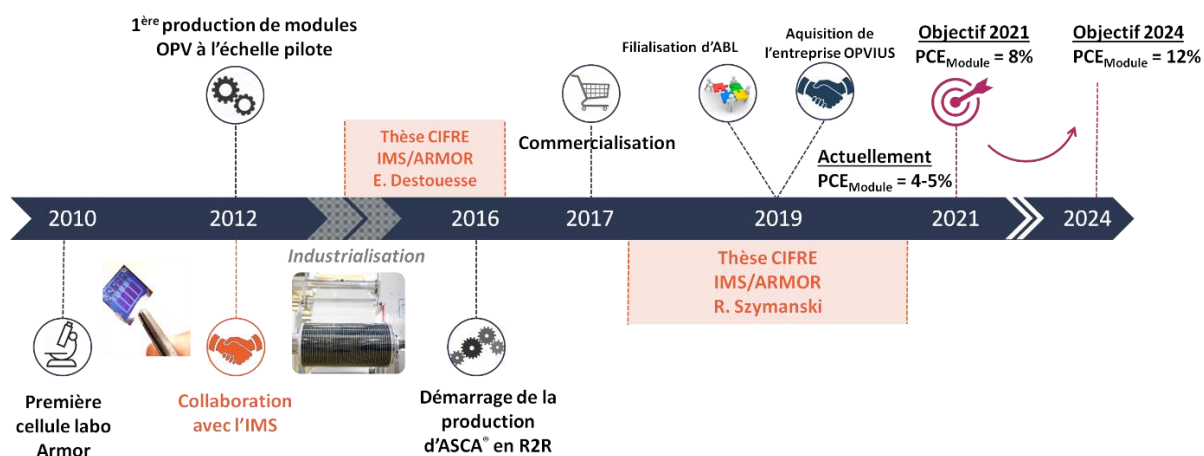 1ère production de modules
OPV à l'échelle pilote
Thèse CIFRE
IMS/ARMOR
E. Destouesse
Commercialisation
Filialisation d'ABL
Aquisition de
l'entreprise OPVIUS
Actuellement
PCEModule = 4-5%
Objectif 2021
PCEModule = 8%
Objectif 2024
PCEModule = 12%
2010
2012
2016
2017
2019
2021
2024
Industrialisation
Thèse CIFRE
IMS/ARMOR
R. Szymanski
Première
cellule labo
Armor
Collaboration
avec l'IMS
Démarrage de la
production
d'ASCA® en R2R